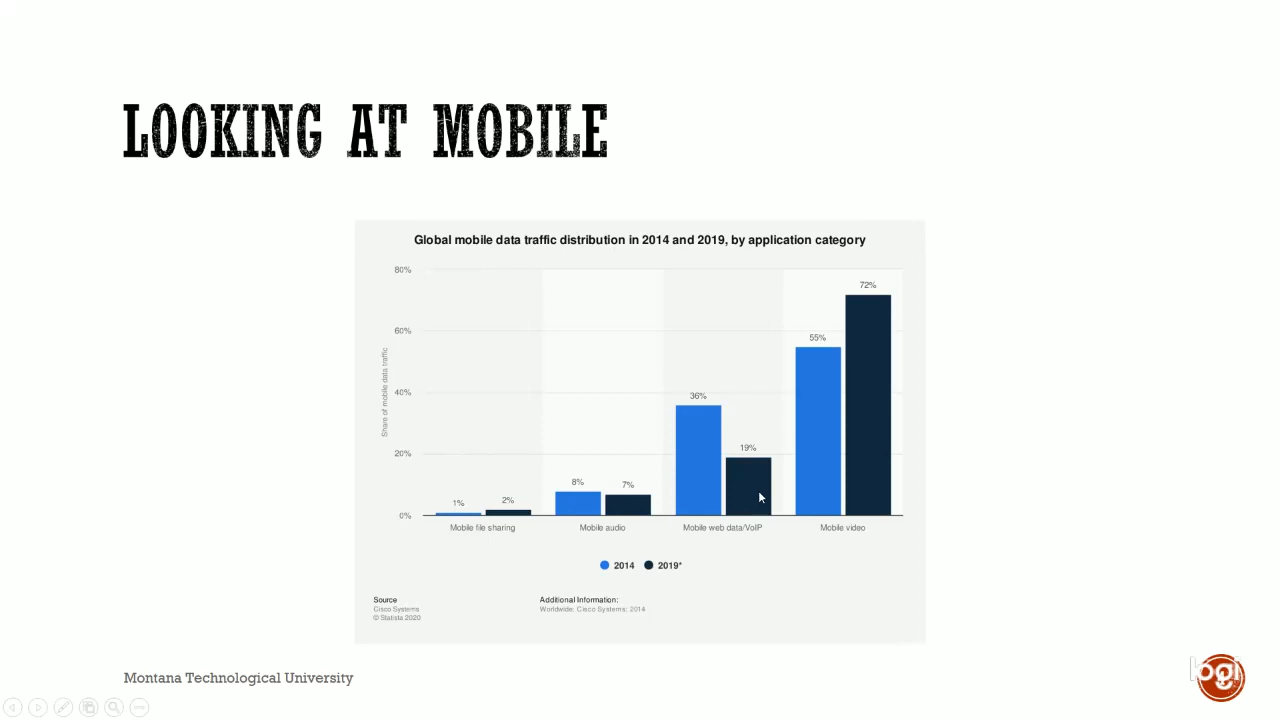 LOOKING AT MOBILE
Global mobile data traffic distribution in 2014 and 2019, by application category
Share of mobile data traffic
80%
60%
40%
20%
0%
1%
2%
8%
7%
36%
19%
55%
72%
Mobile file sharing
Mobile audio
Mobile web data/VoIP
Mobile video
2014
2019*
Source
Cisco Systems
© Statista 2020
Additional Information:
Worldwide; Cisco Systems; 2014
Montana Technological University
logi